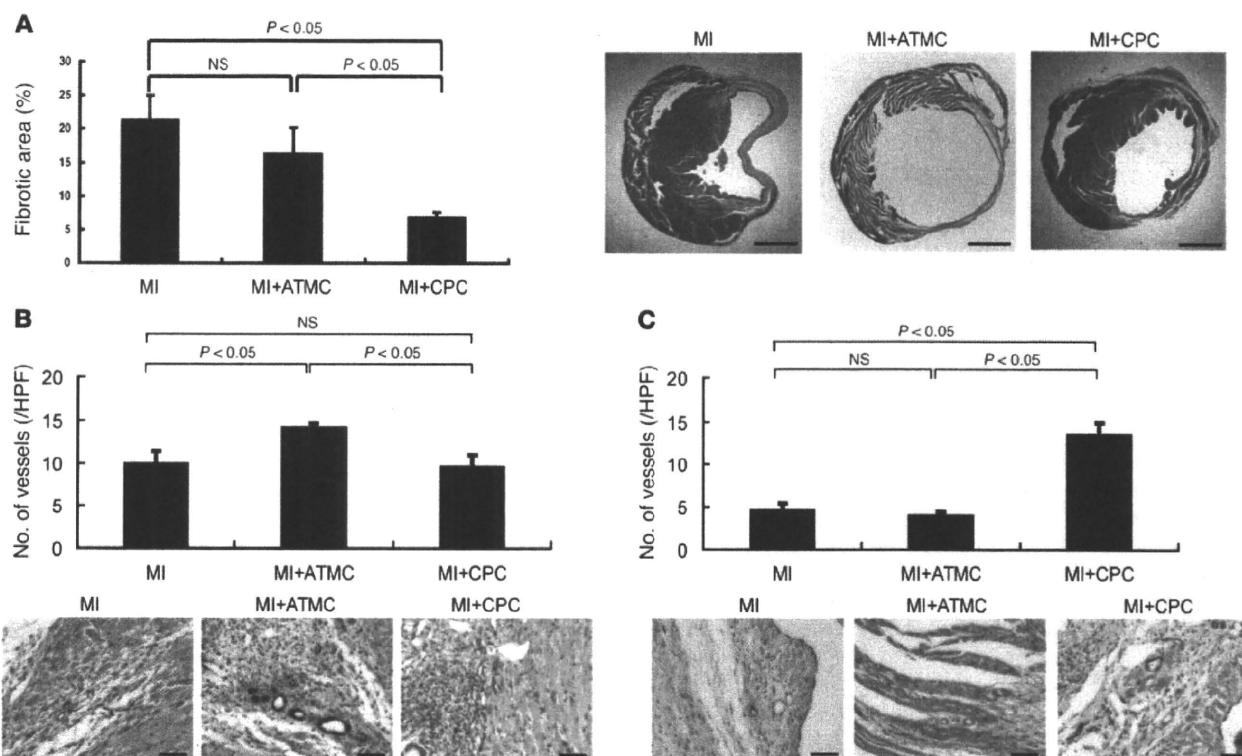 A
P < 0.05
NS
P < 0.05
Fibrotic area (%)
30
25
20
15
10
5
0
MI
MI+ATMC
MI+CPC
MI
MI+ATMC
MI+CPC
B
NS
P < 0.05
P < 0.05
No. of vessels (/HPF)
20
15
10
5
0
MI
MI+ATMC
MI+CPC
MI
MI+ATMC
MI+CPC
C
P < 0.05
NS
P < 0.05
No. of vessels (/HPF)
20
15
10
5
0
MI
MI+ATMC
MI+CPC
MI
MI+ATMC
MI+CPC